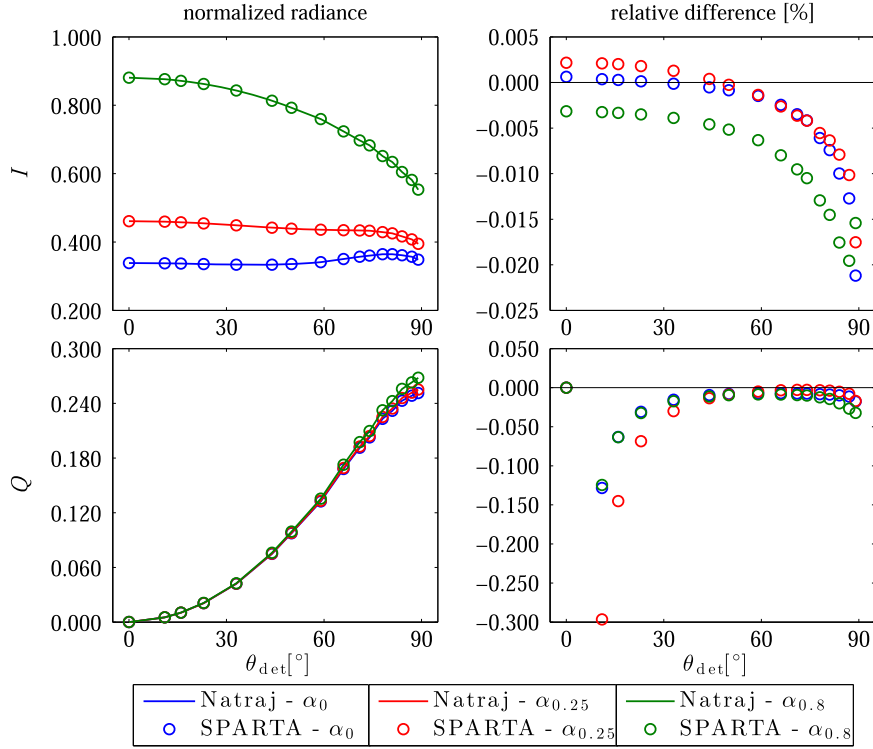 normalized radiance
relative difference [%]
1.000
0.800
0.600
0.400
0.200
I
0 30 60 90
0.005
0.000
−0.005
−0.010
−0.015
−0.020
−0.025
0 30 60 90
0.300
0.240
0.180
0.120
0.060
0.000
Q
0 30 60 90
θdet[°]
0.050
0.000
−0.050
−0.100
−0.150
−0.200
−0.250
−0.300
0 30 60 90
θdet[°]
Natraj - α0
SPARTA - α0
Natraj - α0.25
SPARTA - α0.25
Natraj - α0.8
SPARTA - α0.8